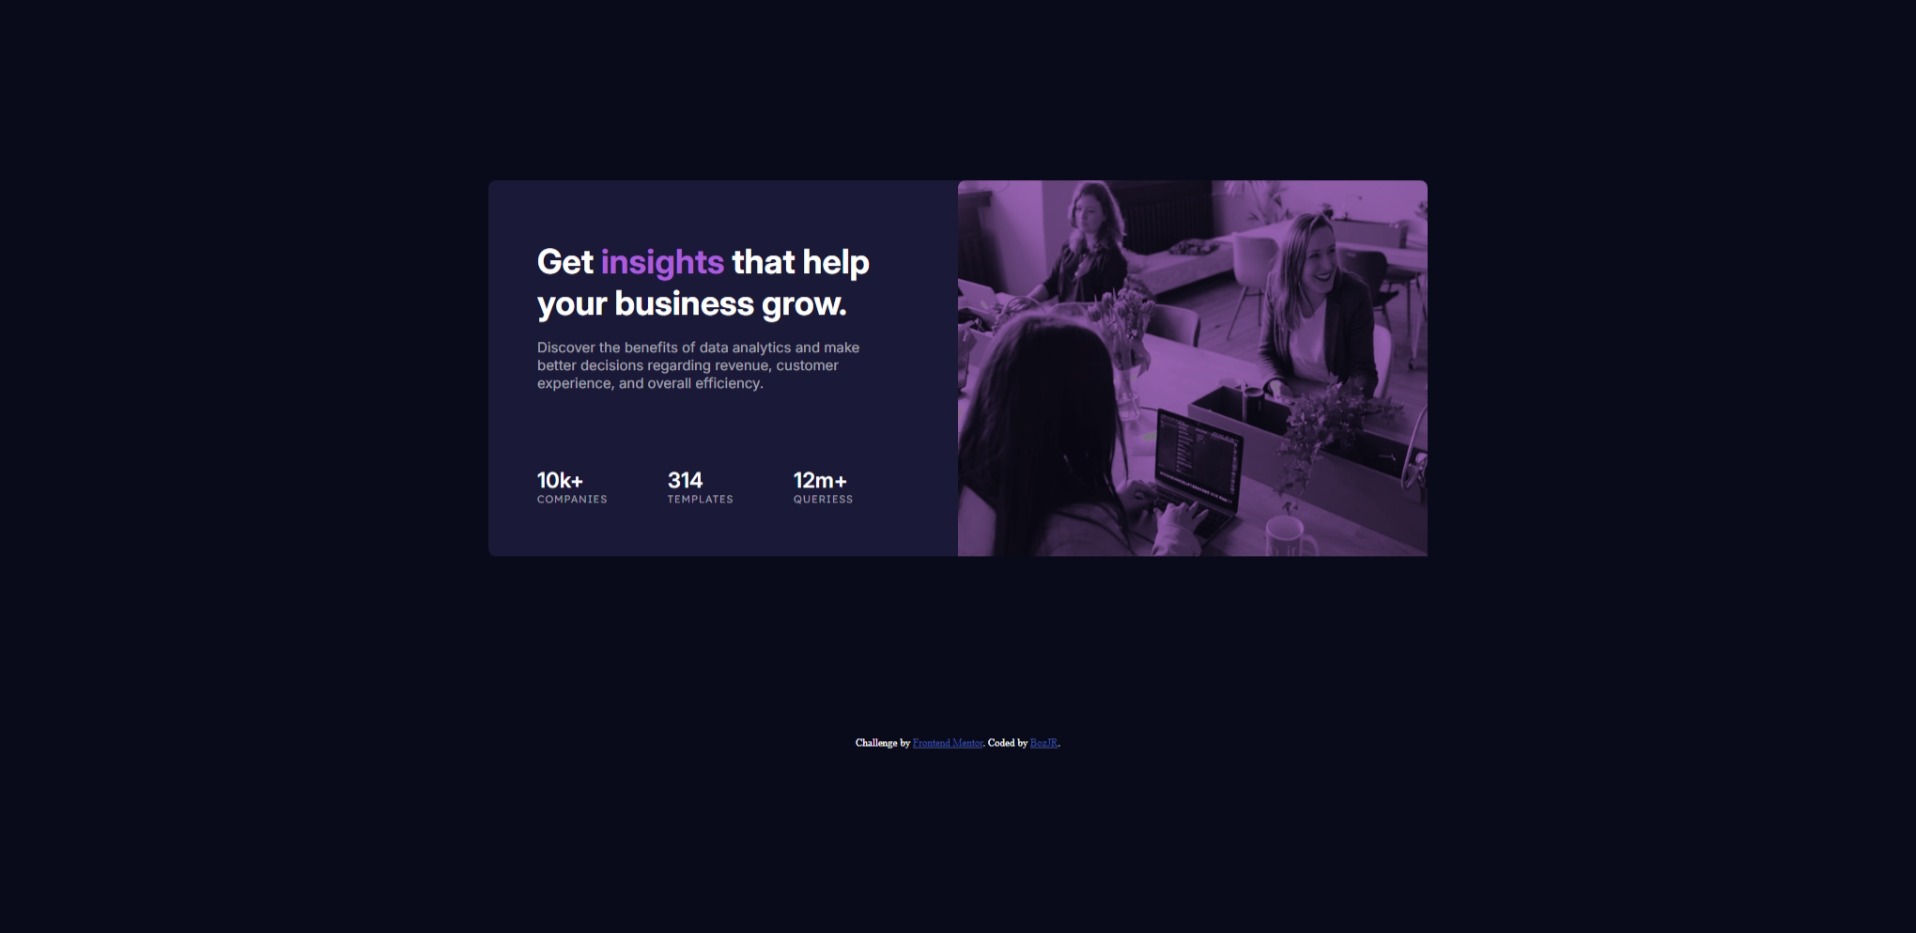 Get insights that help
your business grow.
Discover the benefits of data analytics and make
better decisions regarding revenue, customer
experience, and overall efficiency.
10k+ 314 12m+
COMPANIES TEMPLATES QUERIESS
Challenge by Frontend Mentor. Coded by BozJR.